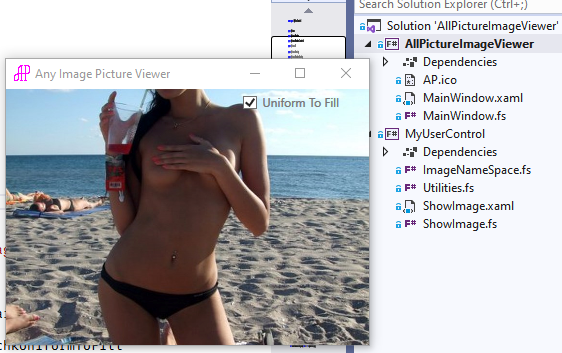 Search Solution Explorer (Ctrl+;)
Solution 'AllPictureImageViewer'
AllPictureImageViewer
Dependencies
AP.ico
MainWindow.xaml
MainWindow.fs
MyUserControl
Dependencies
ImageNameSpace.fs
Utilities.fs
ShowImage.xaml
ShowImage.fs
Any Image Picture Viewer
Uniform To Fill